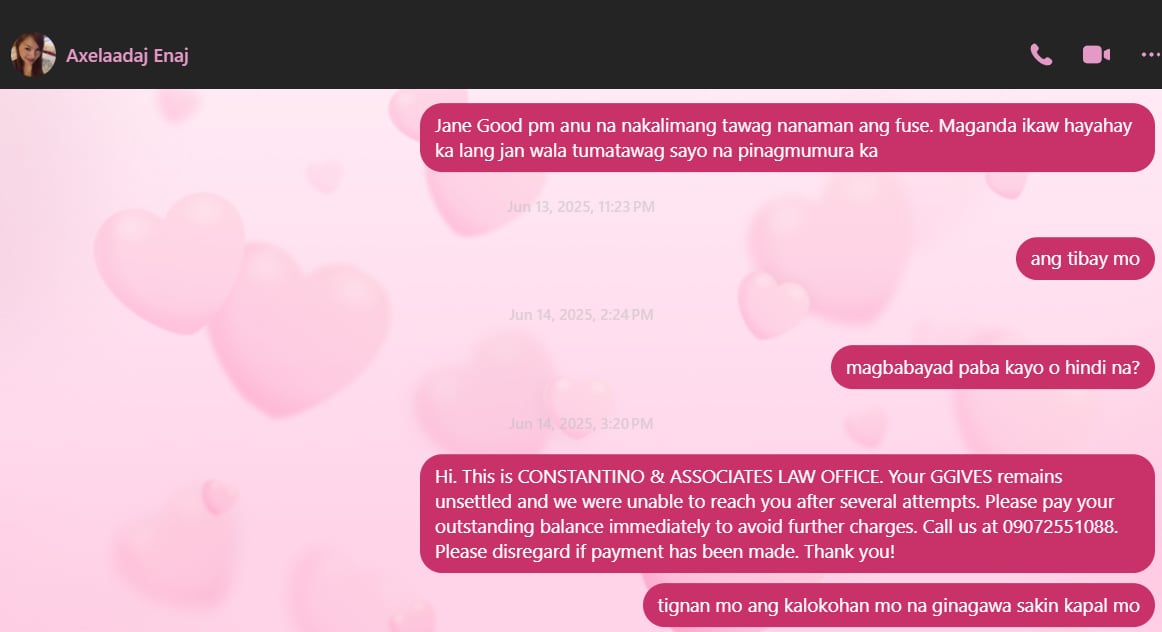 Axelaadaj Enaj
Jane Good pm anu na nakalimang tawag nanaman ang fuse. Maganda ikaw hayahay
ka lang jan wala tumatawag sayo na pinagmumura ka
Jun 13, 2025, 11:23 PM
ang tibay mo
Jun 14, 2025, 2:24 PM
magbabayad paba kayo o hindi na?
Jun 14, 2025, 3:20 PM
Hi. This is CONSTANTINO & ASSOCIATES LAW OFFICE. Your GGIVES remains
unsettled and we were unable to reach you after several attempts. Please pay your
outstanding balance immediately to avoid further charges. Call us at 09072551088.
Please disregard if payment has been made. Thank you!
tignan mo ang kalokohan mo na ginagawa sakin kapal mo